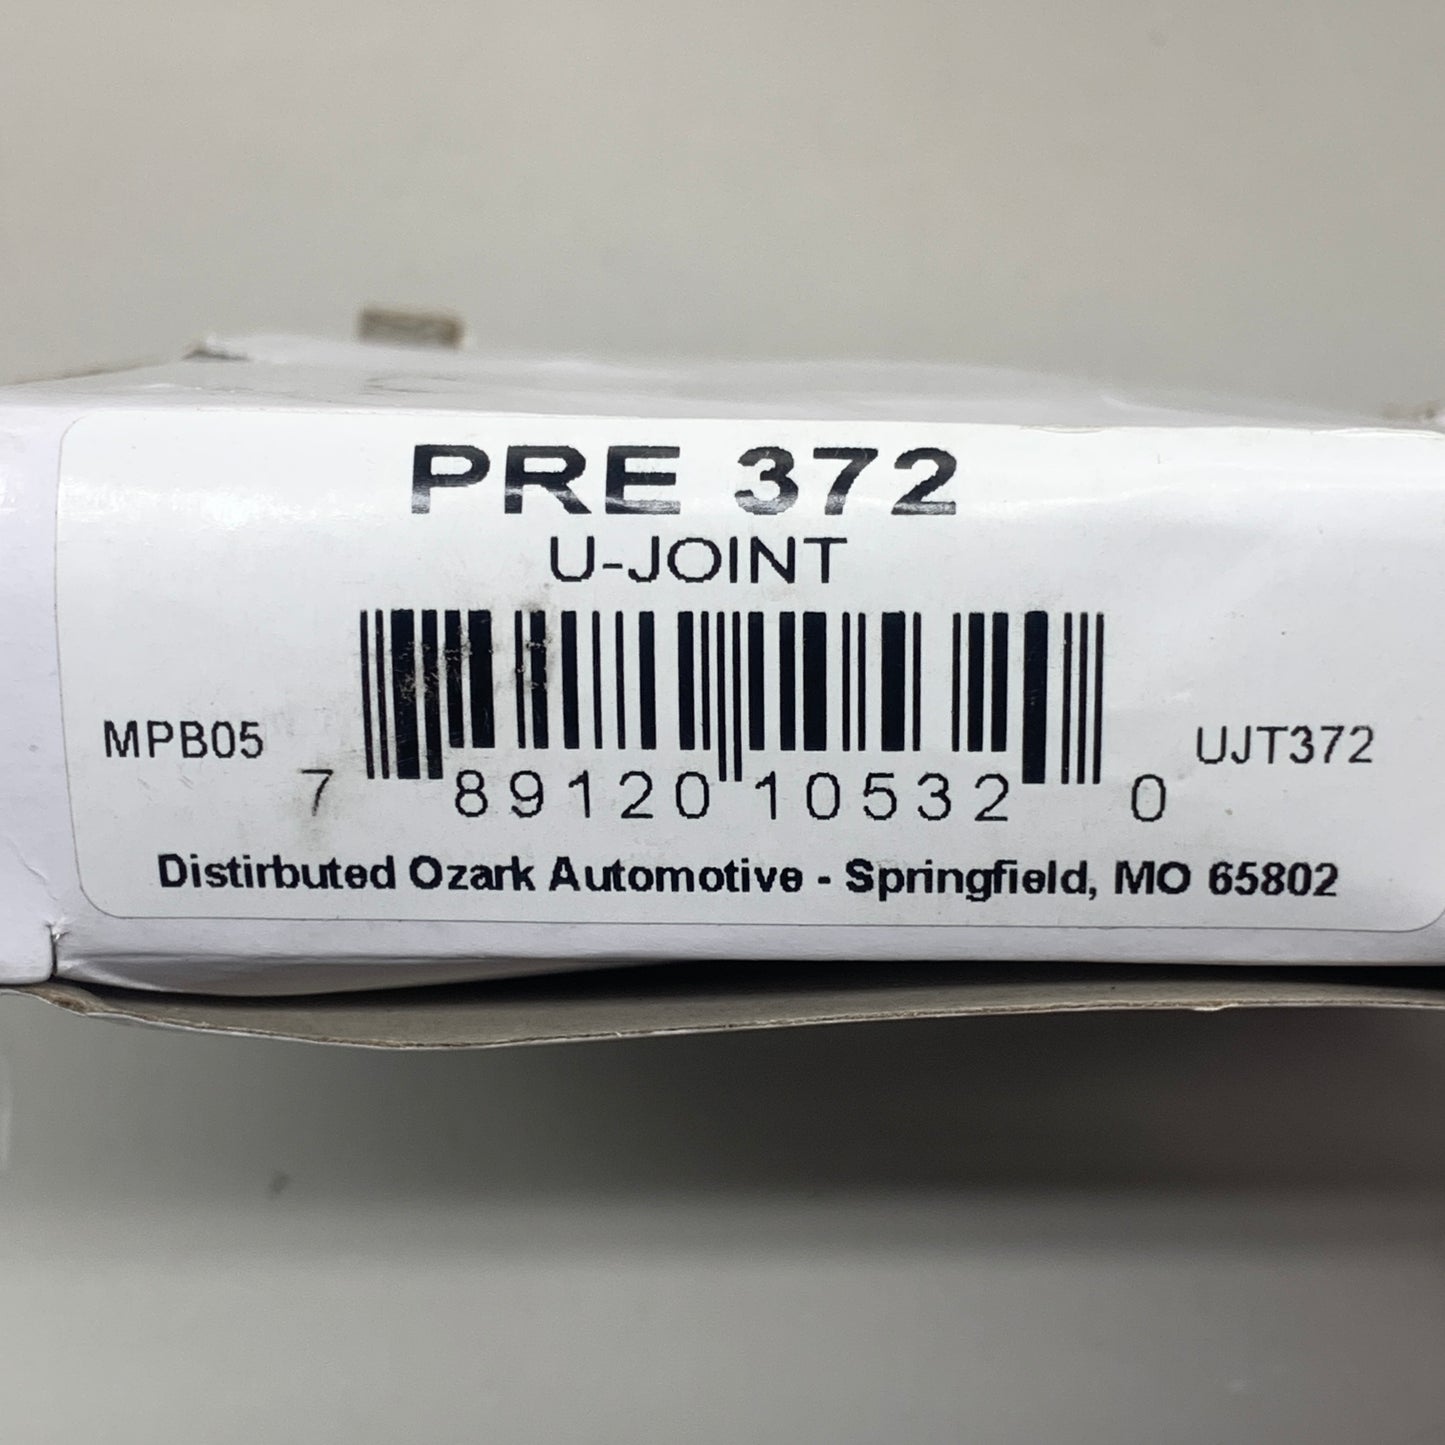 PRE 372
U-JOINT
MPB05
UJT372
7 89120 10532 0
Distirbuted Ozark Automotive - Springfield, MO 65802